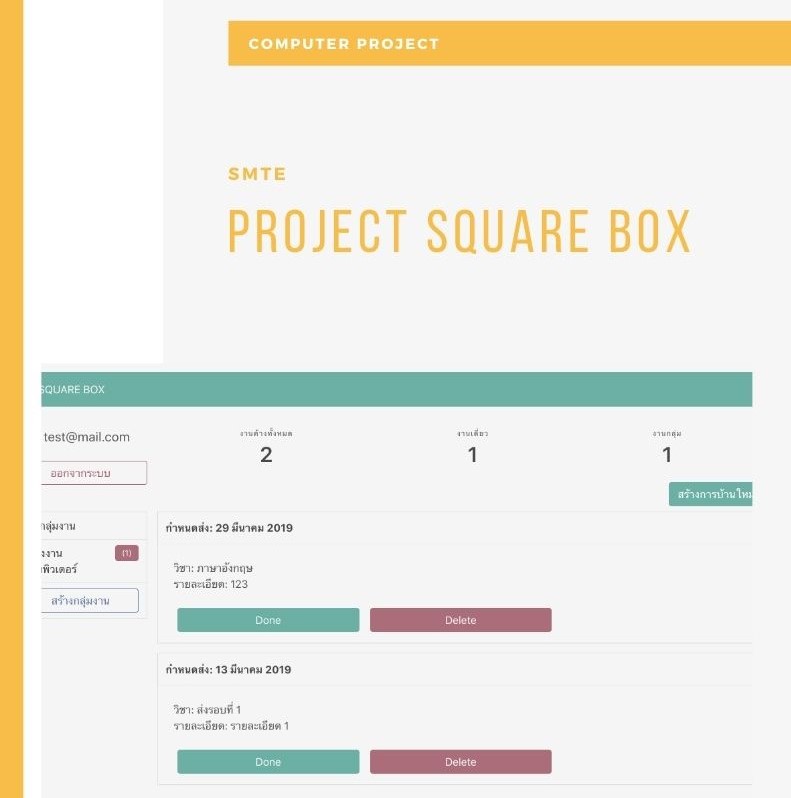 COMPUTER PROJECT
SMTE
PROJECT SQUARE BOX
SQUARE BOX
test@mail.com
ออกจากระบบ
งานค้างทั้งหมด
2
งานเดี่ยว
1
งานกลุ่ม
1
สร้างการบ้านใหม่
กลุ่มงาน
งงาน
พิวเตอร์
(1)
สร้างกลุ่มงาน
กำหนดส่ง: 29 มีนาคม 2019
วิชา: ภาษาอังกฤษ
รายละเอียด: 123
Done Delete
กำหนดส่ง: 13 มีนาคม 2019
วิชา: ส่งรอบที่ 1
รายละเอียด: รายละเอียด 1
Done Delete